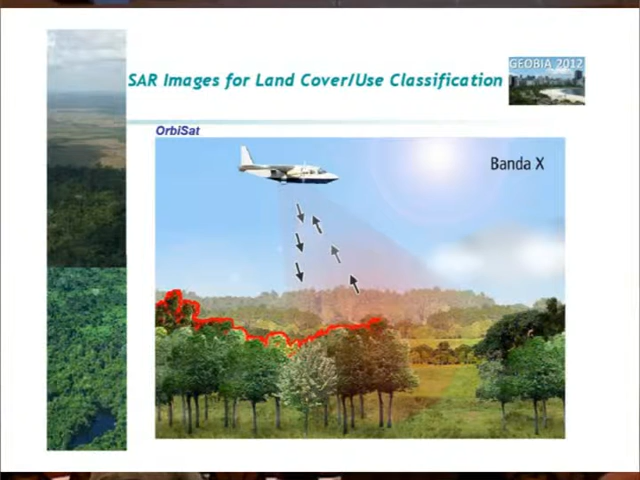 SAR Images for Land Cover/Use Classification
GEOBIA 2012
OrbiSat
Banda X